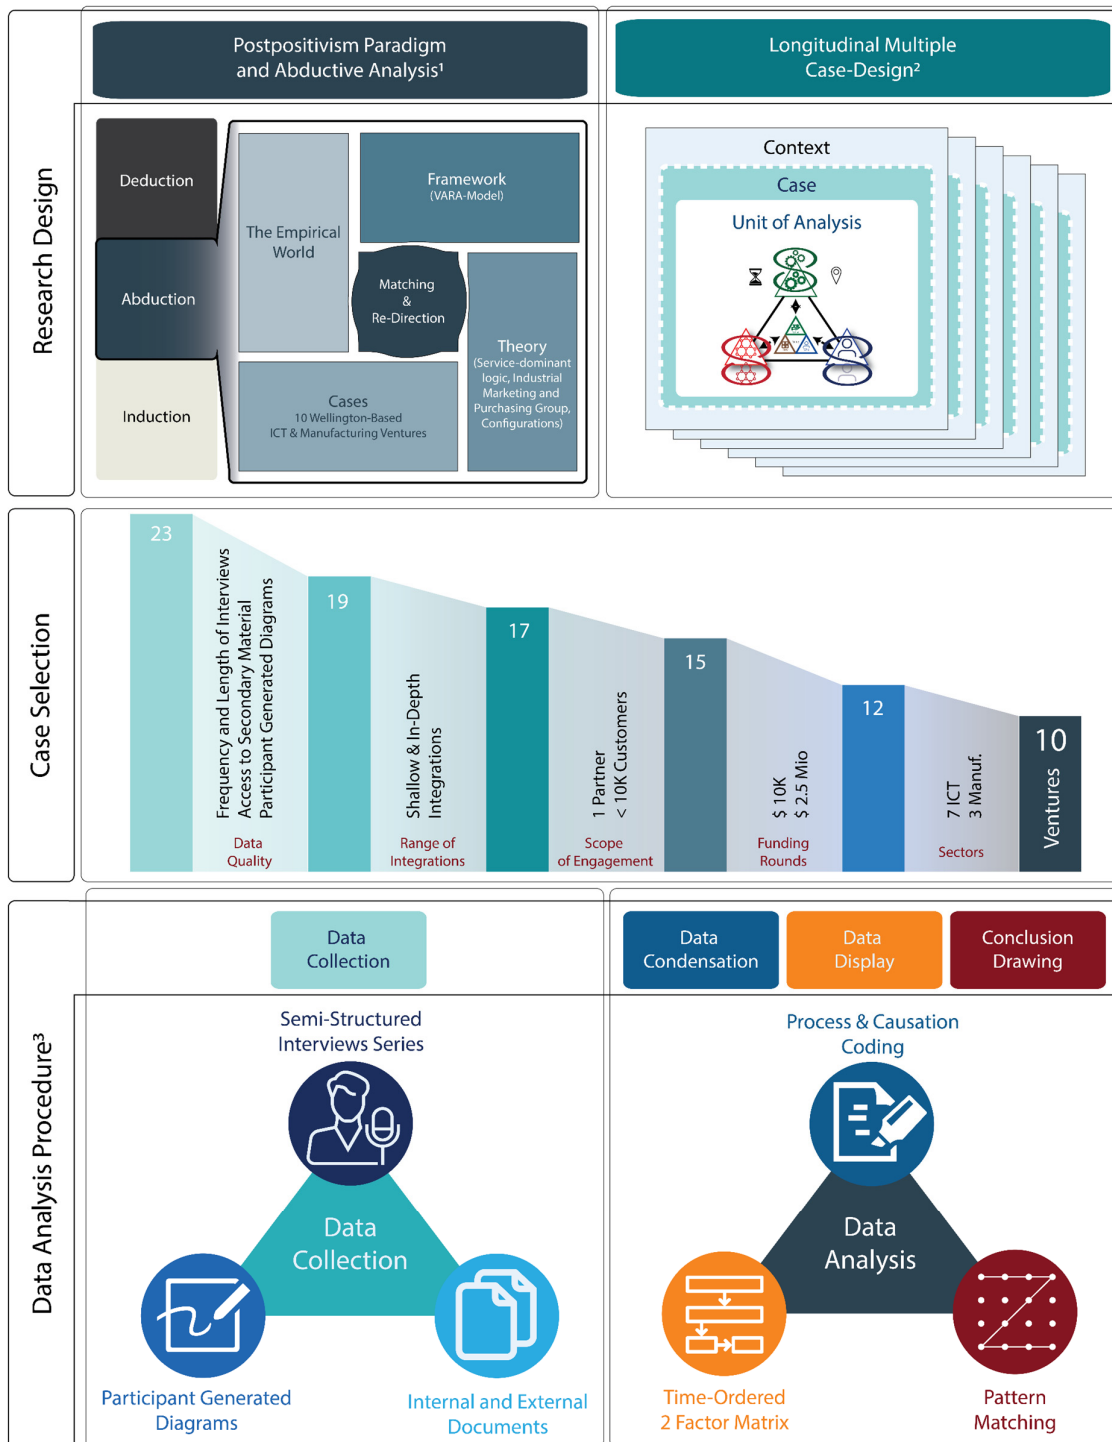 Research Design
Postpositivism Paradigm
and Abductive Analysis¹
Longitudinal Multiple
Case-Design²
Deduction
Abduction
Induction
The Empirical
World
Framework
(VARA-Model)
Matching
&
Re-Direction
Theory
(Service-dominant
logic, Industrial
Marketing and
Purchasing Group,
Configurations)
Cases
10 Wellington-Based
ICT & Manufacturing Ventures
Context
Case
Unit of Analysis
Case Selection
23
Frequency and Length of Interviews
Access to Secondary Material
Participant Generated Diagrams
Data
Quality
19
Shallow & In-Depth
Integrations
Range of
Integrations
17
1 Partner
< 10K Customers
Scope
of Engagement
15
$ 10K
$ 2.5 Mio
Funding
Rounds
12
7 ICT
3 Manuf.
Sectors
10
Ventures
Data Analysis Procedure³
Data
Collection
Data
Condensation
Data
Display
Conclusion
Drawing
Semi-Structured
Interviews Series
Data
Collection
Participant Generated
Diagrams
Internal and External
Documents
Process & Causation
Coding
Data
Analysis
Time-Ordered
2 Factor Matrix
Pattern
Matching